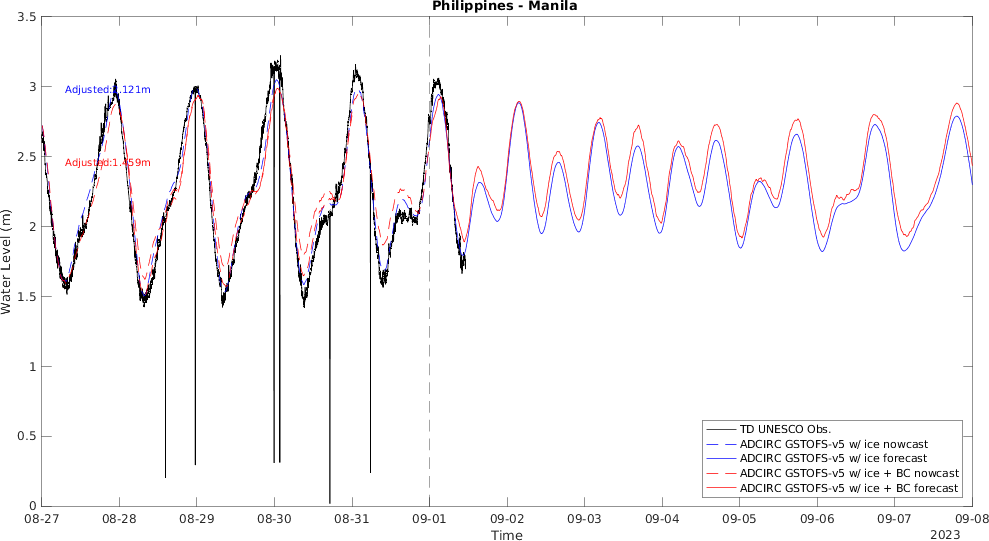 Philippines - Manila
3.5
3
2.5
2
1.5
1
0.5
0
Water Level (m)
Adjusted:1.459m
TD UNESCO Obs.
ADCIRC GSTOFS-v5 w/ ice nowcast
ADCIRC GSTOFS-v5 w/ ice forecast
ADCIRC GSTOFS-v5 w/ ice + BC nowcast
ADCIRC GSTOFS-v5 w/ ice + BC forecast
08-27 08-28 08-29 08-30 08-31 09-01 09-02 09-03 09-04 09-05 09-06 09-07 09-08
Time
2023